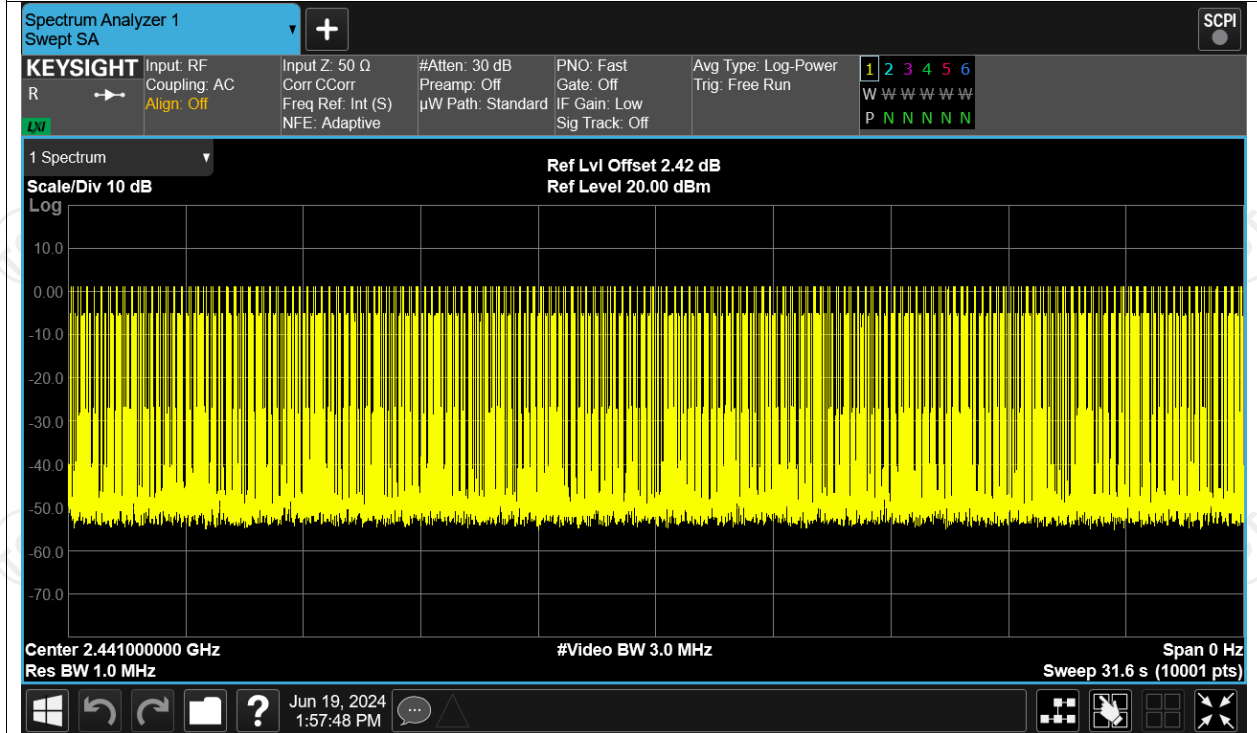 Spectrum Analyzer 1
Swept SA
SCPI
KEYSIGHT
R
LXI
Input: RF
Coupling: AC
Align: Off
Input Z: 50 Ω
Corr CCorr
Freq Ref: Int (S)
NFE: Adaptive
#Atten: 30 dB
Preamp: Off
µW Path: Standard
PNO: Fast
Gate: Off
IF Gain: Low
Sig Track: Off
Avg Type: Log-Power
Trig: Free Run
1 2 3 4 5 6
W W W W W W
P N N N N N
1 Spectrum
Scale/Div 10 dB
Ref Lvl Offset 2.42 dB
Ref Level 20.00 dBm
Log
10.0
0.00
-10.0
-20.0
-30.0
-40.0
-50.0
-60.0
-70.0
Center 2.441000000 GHz
Res BW 1.0 MHz
#Video BW 3.0 MHz
Span 0 Hz
Sweep 31.6 s (10001 pts)
?
Jun 19, 2024
1:57:48 PM